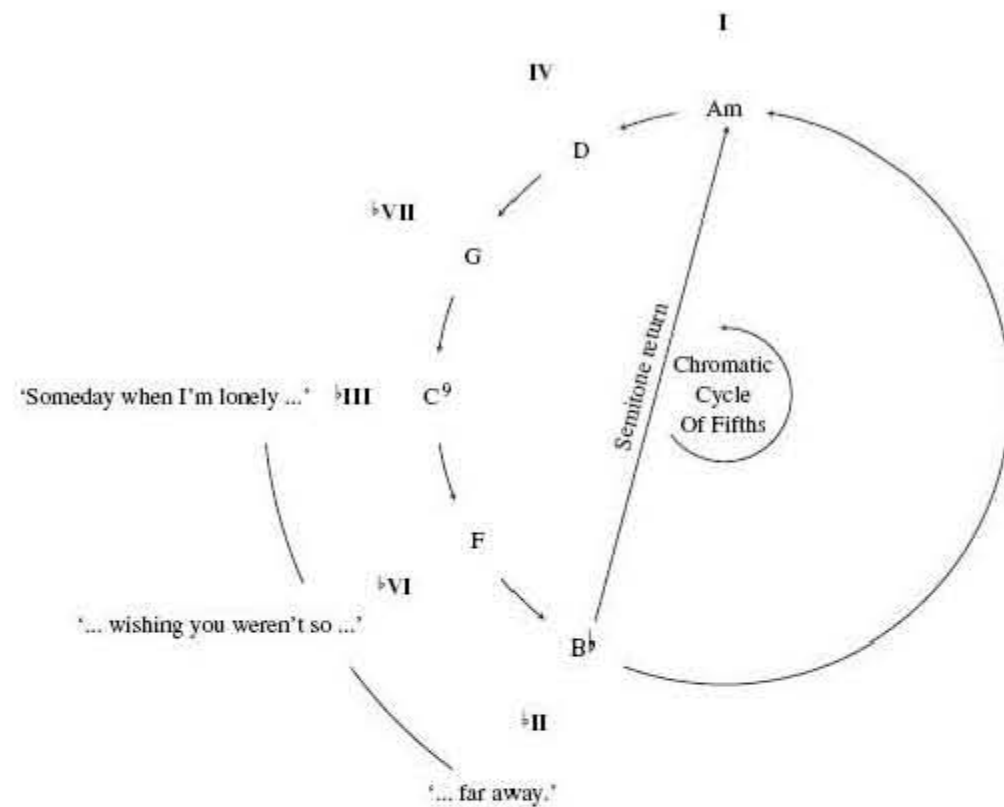 I
IV
Am
D
♭VII
G
Semitone return
Chromatic
Cycle
Of Fifths
‘Someday when I'm lonely ...’ ♭III C⁹
F
♭VI
‘... wishing you weren't so ...’
B♭
♭II
‘... far away.’